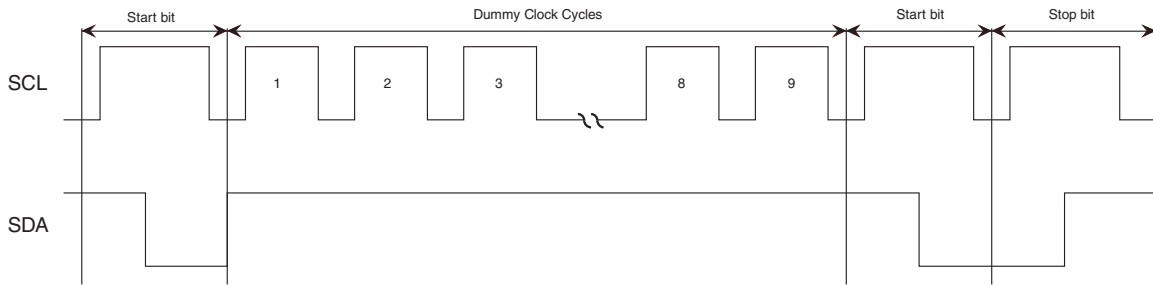 Start bit Dummy Clock Cycles Start bit Stop bit
SCL 1 2 3 8 9
SDA